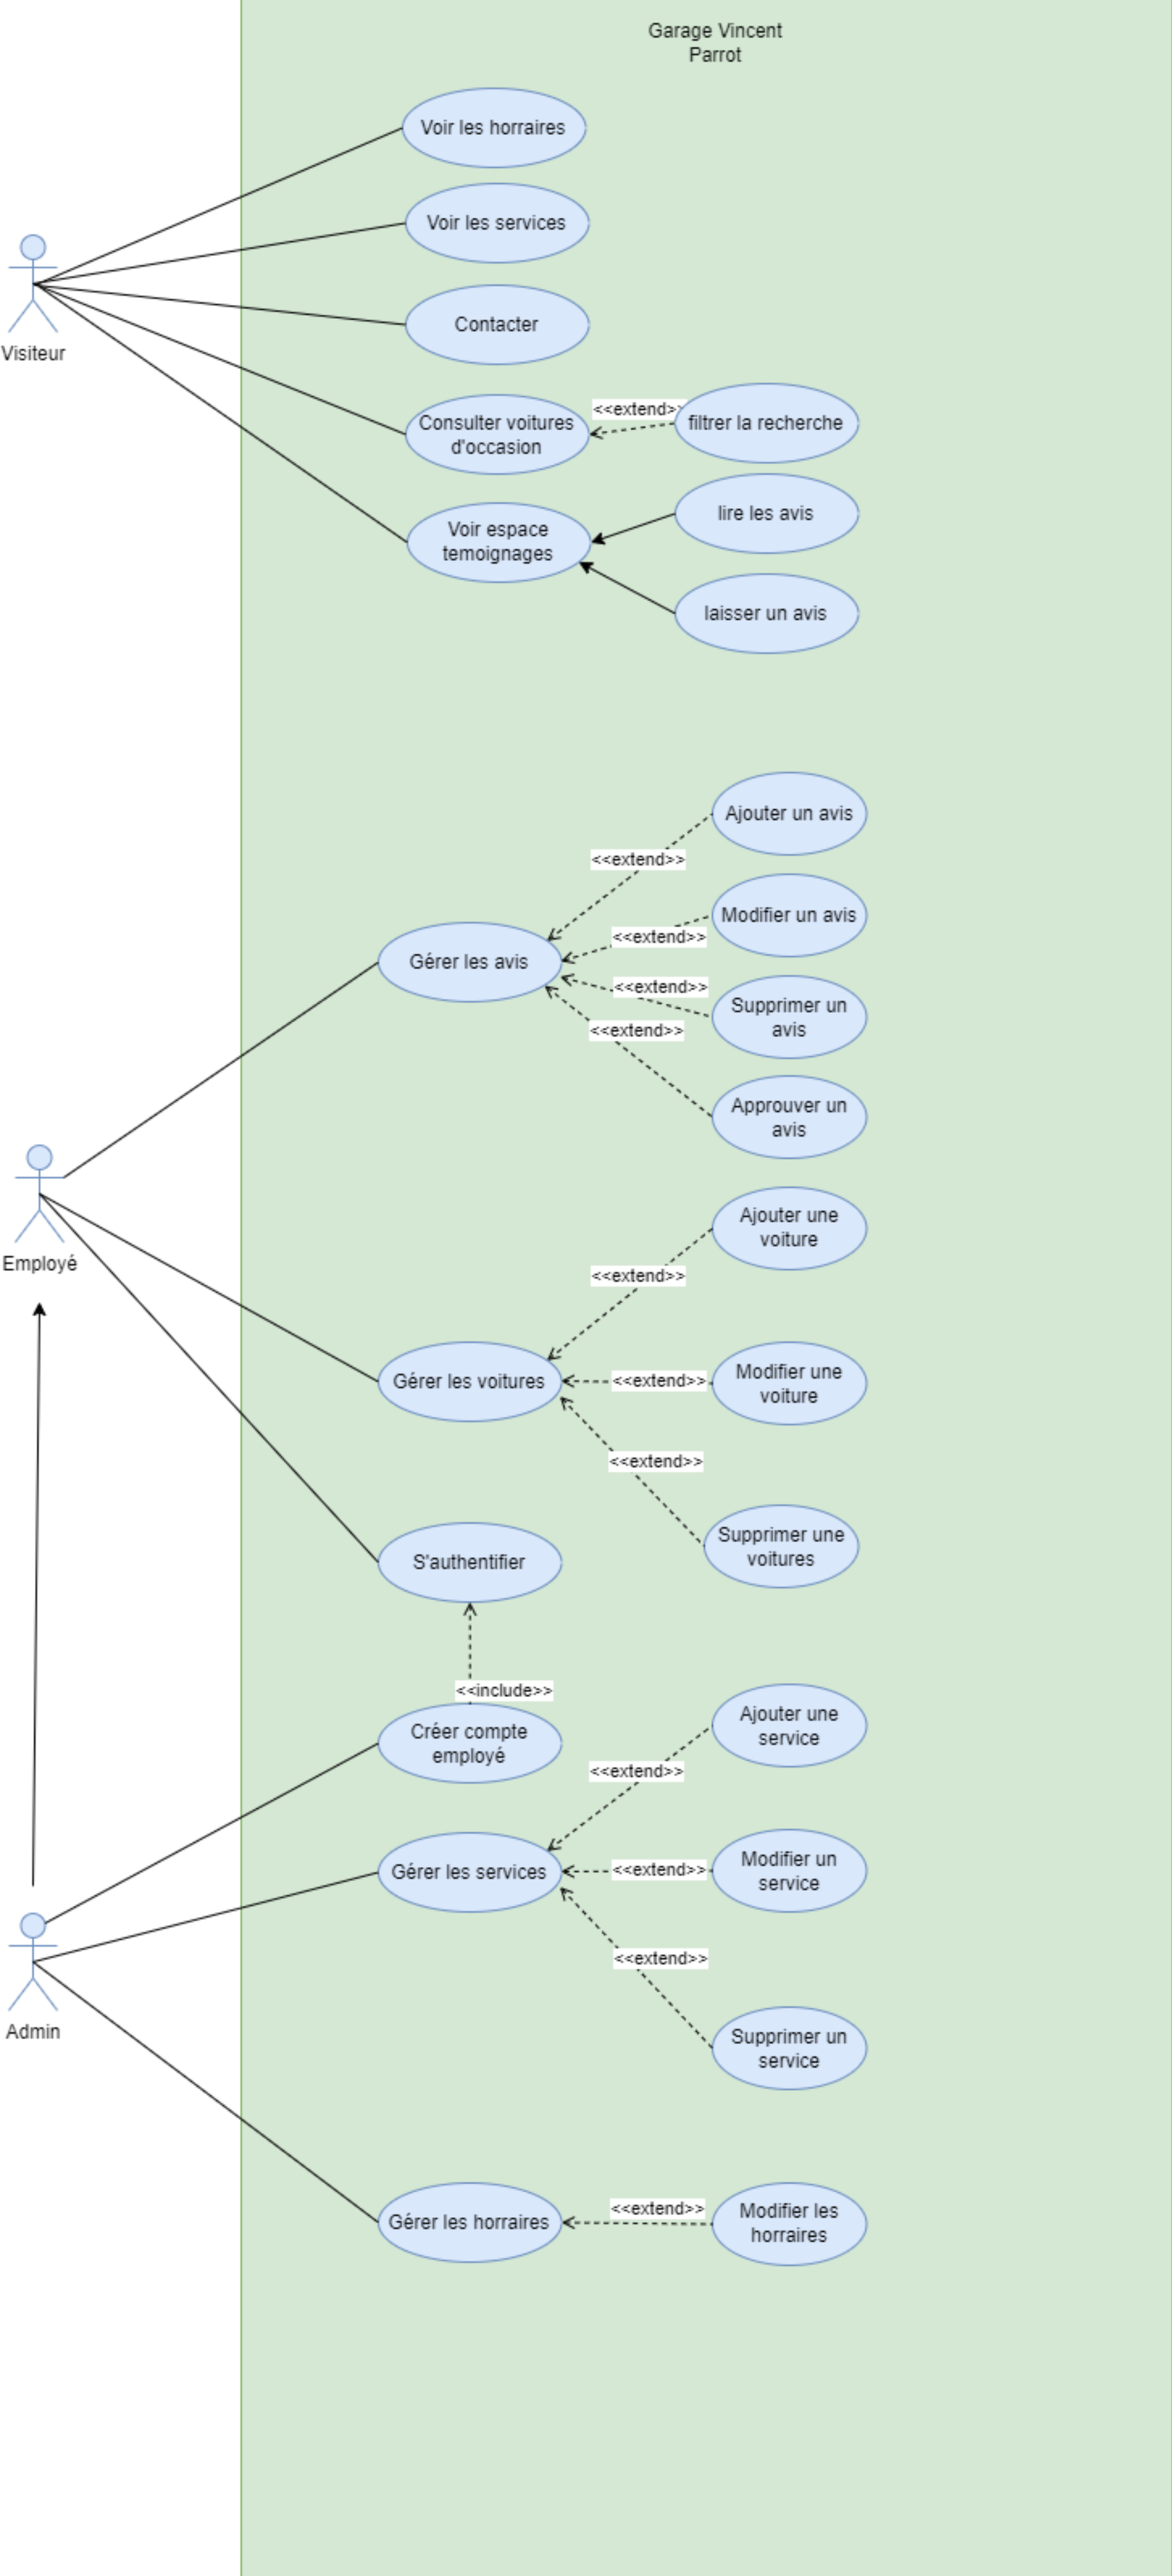 Garage Vincent
Parrot
Voir les horraires
Voir les services
Contacter
Visiteur
Consulter voitures
d'occasion
<<extend>>
filtrer la recherche
Voir espace
temoignages
lire les avis
laisser un avis
Ajouter un avis
<<extend>>
Modifier un avis
<<extend>>
Gérer les avis
<<extend>>
Supprimer un
avis
<<extend>>
Approuver un
avis
Employé
Ajouter une
voiture
<<extend>>
Gérer les voitures
<<extend>>
Modifier une
voiture
<<extend>>
Supprimer une
voitures
S'authentifier
<<include>>
Créer compte
employé
Ajouter une
service
<<extend>>
Gérer les services
<<extend>>
Modifier un
service
<<extend>>
Admin
Supprimer un
service
Gérer les horraires
<<extend>>
Modifier les
horraires